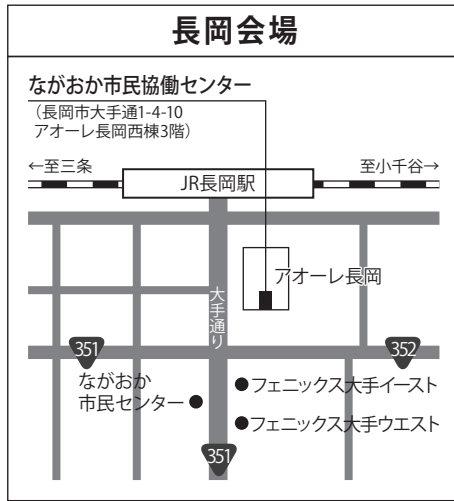 長岡会場
ながおか市民協働センター
(長岡市大手通1-4-10
アオーレ長岡西棟3階)
←至三条
至小千谷→
JR長岡駅
アオーレ長岡
大手通り
351
352
ながおか
市民センター
フェニックス大手イースト
フェニックス大手ウエスト
351